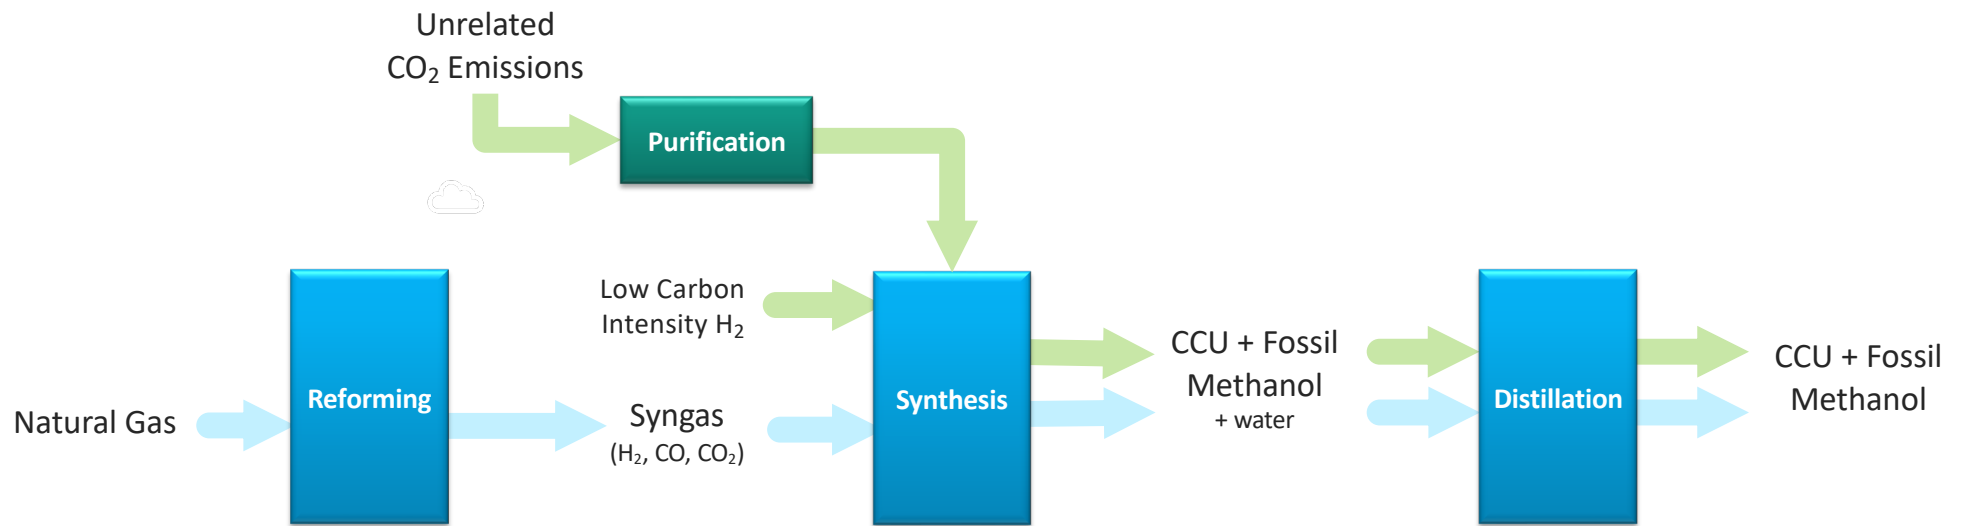 Unrelated
CO₂ Emissions
Purification
Low Carbon
Intensity H₂
Natural Gas
Reforming
Syngas
(H₂, CO, CO₂)
Synthesis
CCU + Fossil
Methanol
+ water
Distillation
CCU + Fossil
Methanol